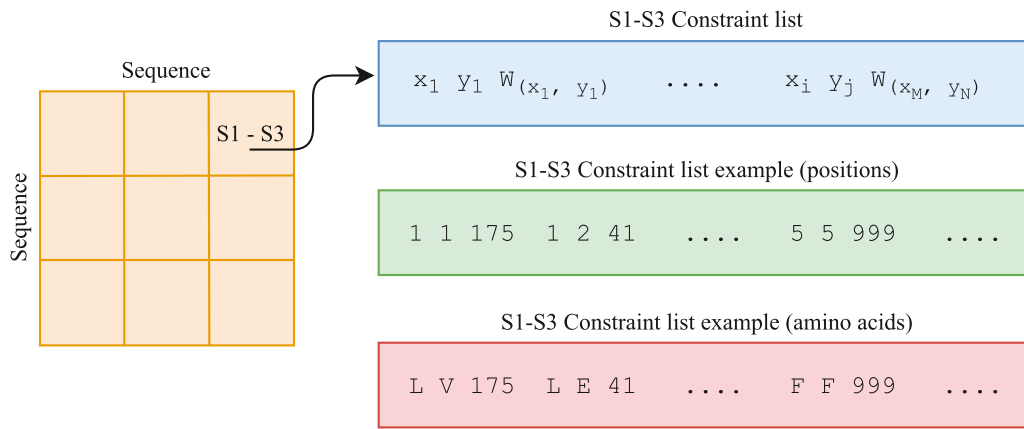 S1-S3 Constraint list
x1 y1 W(x1, y1) .... xi yj W(xM, yN)
Sequence
S1 - S3
Sequence
S1-S3 Constraint list example (positions)
1 1 175 1 2 41 .... 5 5 999 ....
S1-S3 Constraint list example (amino acids)
L V 175 L E 41 .... F F 999 ....